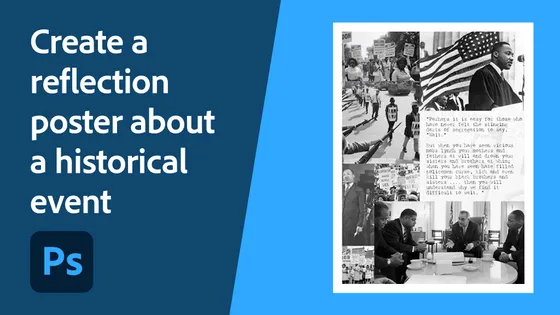 Create a
reflection
poster about
a historical
event
Ps
"Perhaps it is easy for those who
have never felt the stinging
darts of segregation to say,
"Wait."
But when you have seen vicious
mobs lynch your mothers and
fathers at will and drown your
sisters and brothers at whim;
when you have seen hate filled
policemen curse, kick and even
kill your black brothers and
sisters .... then you will
understand why we find it
difficult to wait. "